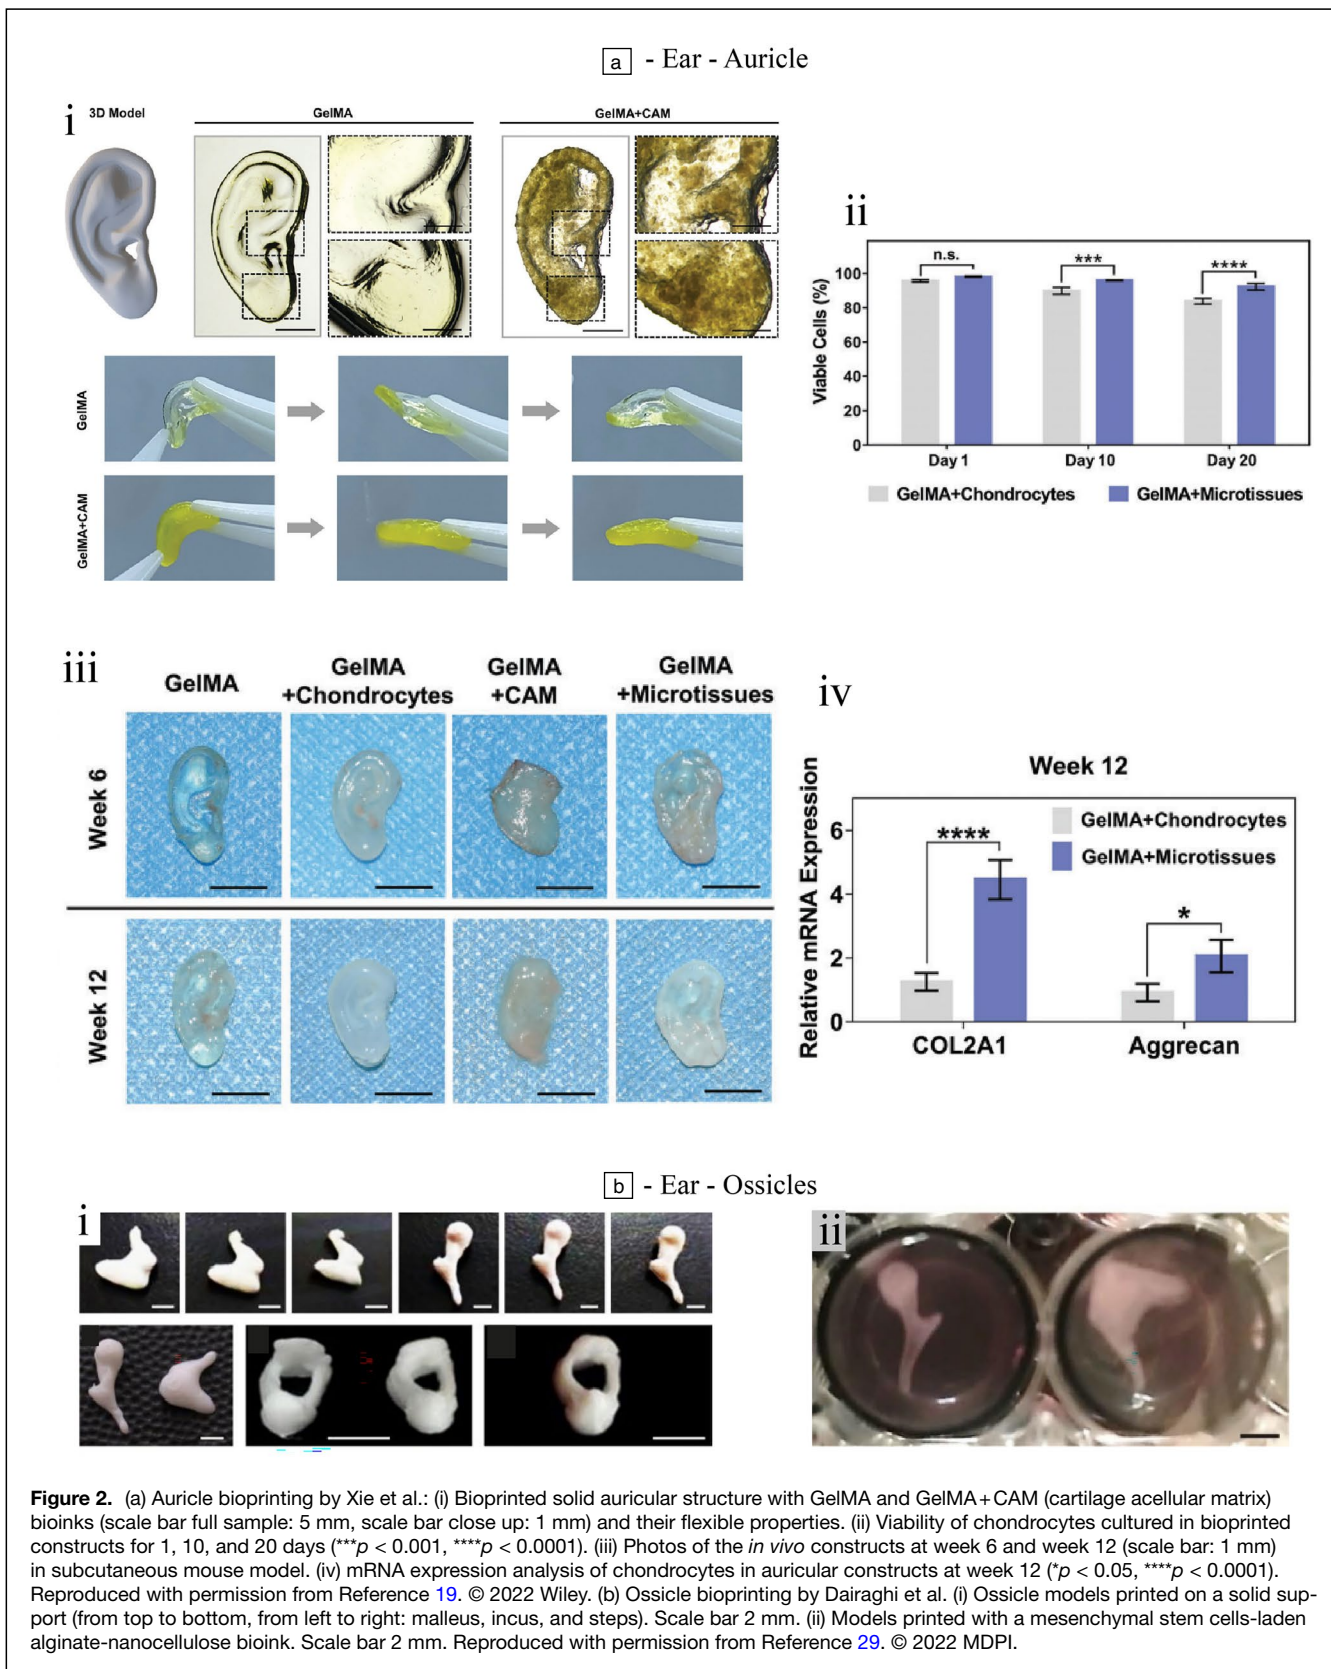 a - Ear - Auricle
i
3D Model
GelMA
GelMA+CAM
GelMA
GelMA+CAM
ii
Viable Cells (%)
100
80
60
40
20
0
n.s.
***
****
Day 1
Day 10
Day 20
GelMA+Chondrocytes
GelMA+Microtissues
iii
GelMA
GelMA
+Chondrocytes
GelMA
+CAM
GelMA
+Microtissues
Week 6
Week 12
iv
Week 12
Relative mRNA Expression
6
4
2
0
****
*
GelMA+Chondrocytes
GelMA+Microtissues
COL2A1
Aggrecan
b - Ear - Ossicles
i
ii
Figure 2. (a) Auricle bioprinting by Xie et al.: (i) Bioprinted solid auricular structure with GelMA and GelMA+CAM (cartilage acellular matrix)
bioinks (scale bar full sample: 5 mm, scale bar close up: 1 mm) and their flexible properties. (ii) Viability of chondrocytes cultured in bioprinted
constructs for 1, 10, and 20 days (***p < 0.001, ****p < 0.0001). (iii) Photos of the in vivo constructs at week 6 and week 12 (scale bar: 1 mm)
in subcutaneous mouse model. (iv) mRNA expression analysis of chondrocytes in auricular constructs at week 12 (*p < 0.05, ****p < 0.0001).
Reproduced with permission from Reference 19. © 2022 Wiley. (b) Ossicle bioprinting by Dairaghi et al. (i) Ossicle models printed on a solid sup-
port (from top to bottom, from left to right: malleus, incus, and steps). Scale bar 2 mm. (ii) Models printed with a mesenchymal stem cells-laden
alginate-nanocellulose bioink. Scale bar 2 mm. Reproduced with permission from Reference 29. © 2022 MDPI.